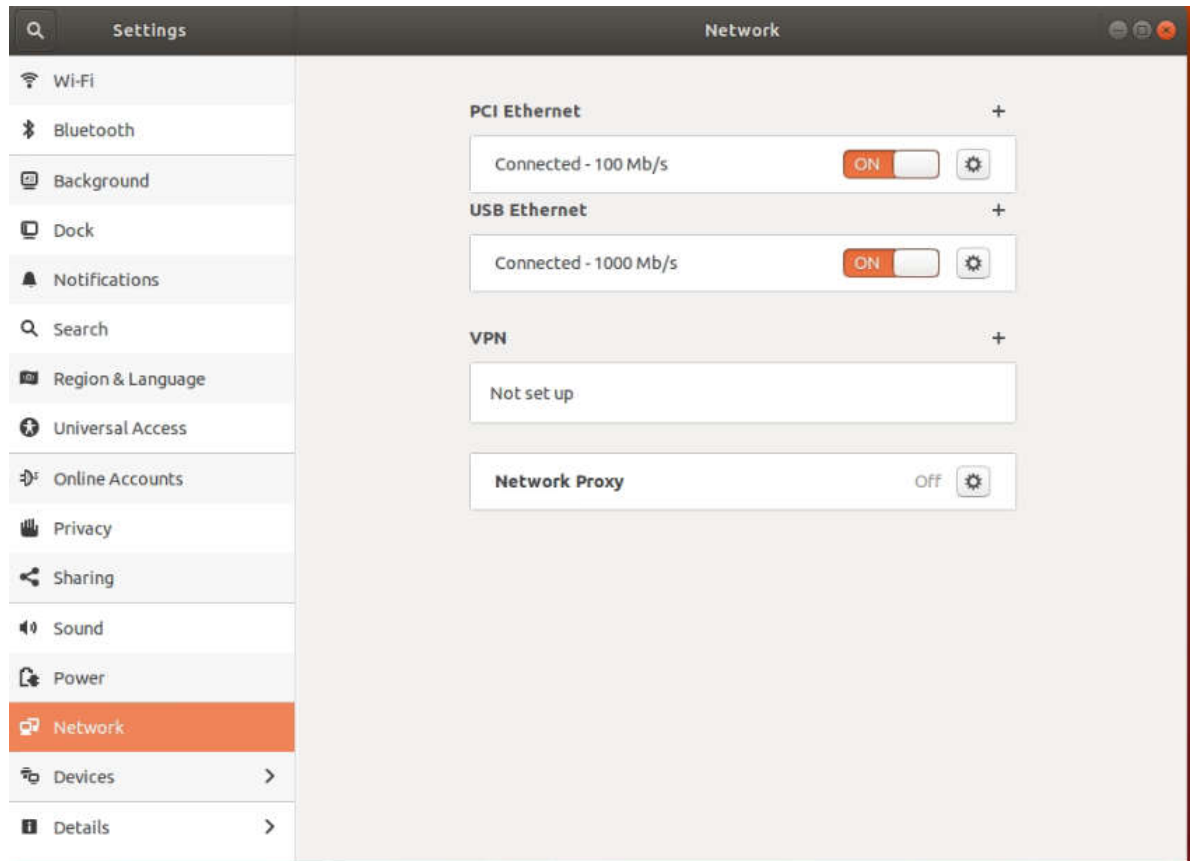 Settings
Network
Wi-Fi
Bluetooth
Background
Dock
Notifications
Search
Region & Language
Universal Access
Online Accounts
Privacy
Sharing
Sound
Power
Network
Devices
Details
PCI Ethernet
Connected - 100 Mb/s ON
USB Ethernet
Connected - 1000 Mb/s ON
VPN
Not set up
Network Proxy Off